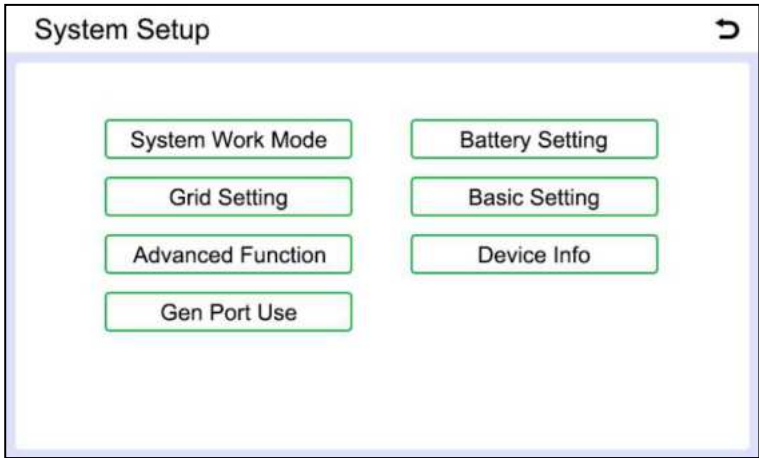 System Setup
System Work Mode
Battery Setting
Grid Setting
Basic Setting
Advanced Function
Device Info
Gen Port Use